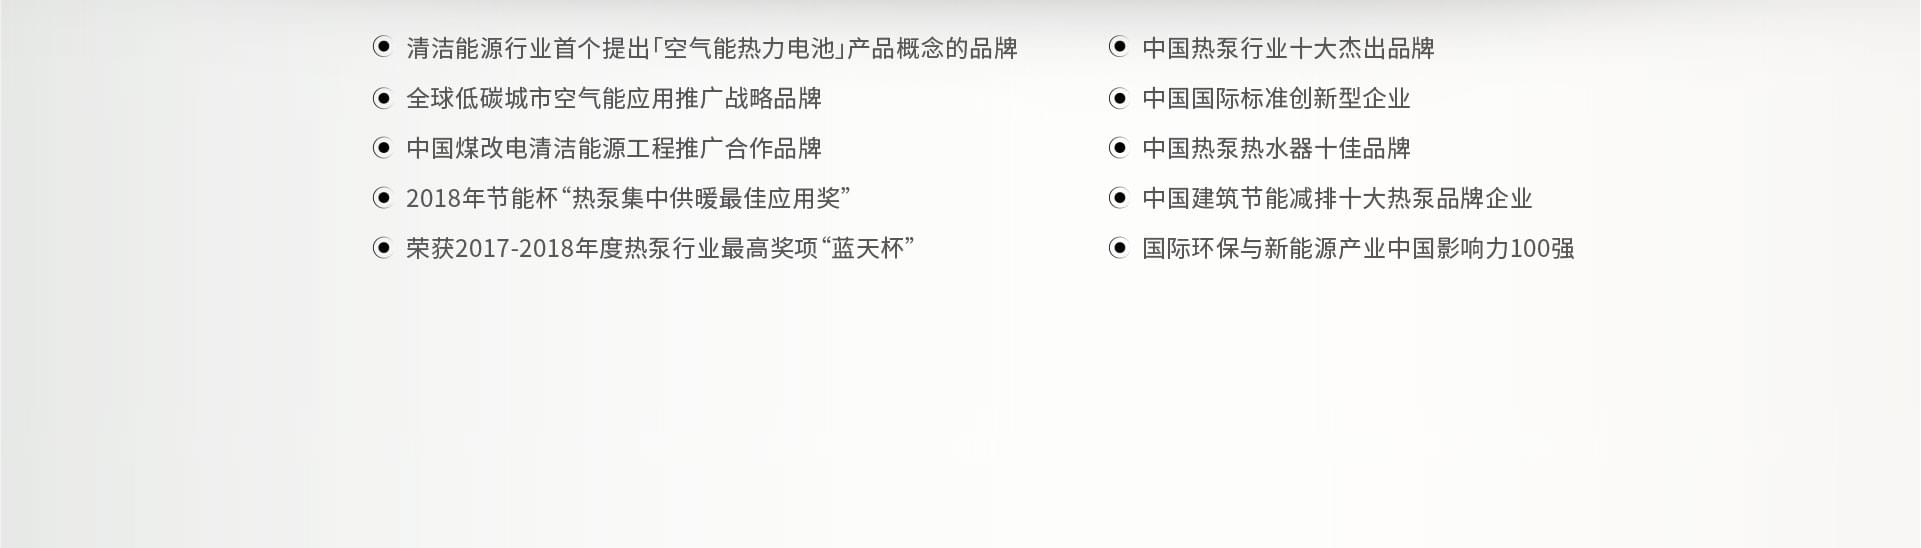 清洁能源行业首个提出「空气能热力电池」产品概念的品牌
全球低碳城市空气能应用推广战略品牌
中国煤改电清洁能源工程推广合作品牌
2018年节能杯“热泵集中供暖最佳应用奖”
荣获2017-2018年度热泵行业最高奖项“蓝天杯”
中国热泵行业十大杰出品牌
中国国际标准创新型企业
中国热泵热水器十佳品牌
中国建筑节能减排十大热泵品牌企业
国际环保与新能源产业中国影响力100强